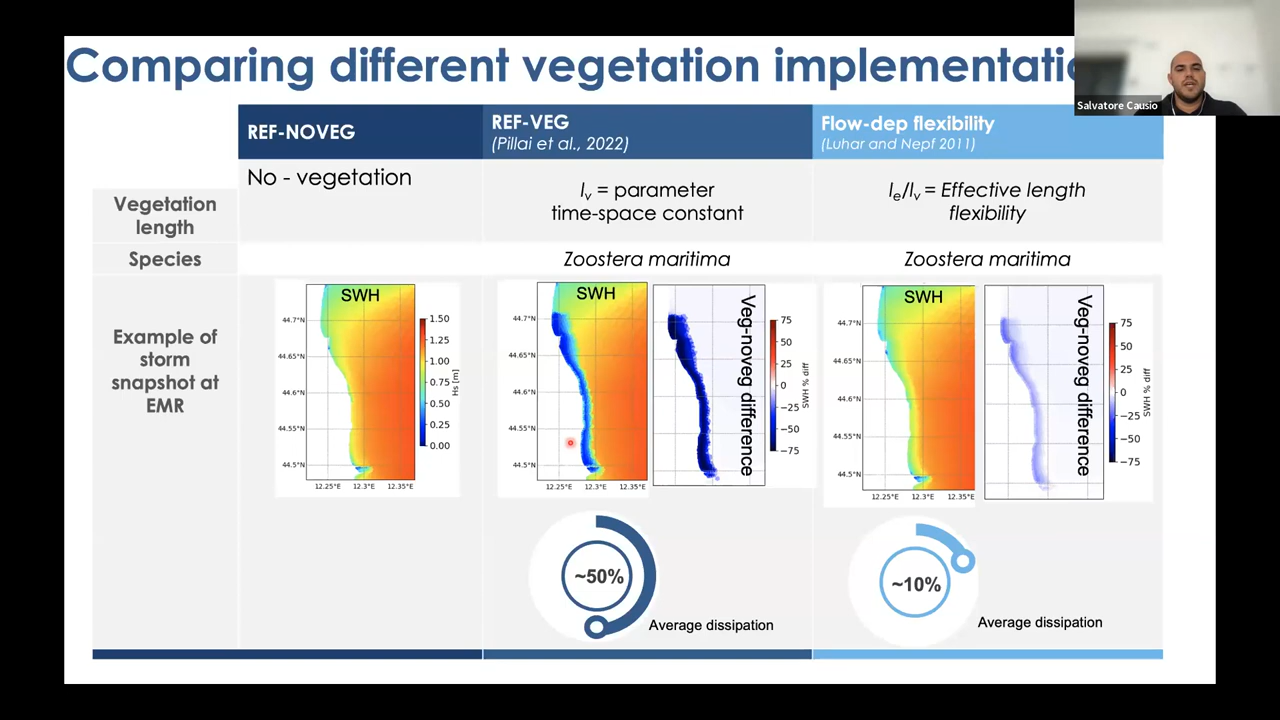 Comparing different vegetation implementati
Salvatore Causio
REF-NOVEG
REF-VEG
(Pillai et al., 2022)
Flow-dep flexibility
(Luhar and Nepf 2011)
Vegetation
length
No - vegetation
lv = parameter
time-space constant
le/lv = Effective length
flexibility
Species
Zoostera maritima
Zoostera maritima
Example of
storm
snapshot at
EMR
SWH
44.7°N
44.65°N
44.6°N
44.55°N
44.5°N
12.25°E 12.3°E 12.35°E
1.50
1.25
1.00
0.75
0.50
0.25
0.00
Hs [m]
SWH
44.7°N
44.65°N
44.6°N
44.55°N
44.5°N
12.25°E 12.3°E 12.35°E
Veg-noveg difference
75
50
25
0
−25
−50
−75
SWH % diff
SWH
44.7°N
44.65°N
44.6°N
44.55°N
44.5°N
12.25°E 12.3°E 12.35°E
Veg-noveg difference
75
50
25
0
−25
−50
−75
SWH % diff
~50%
Average dissipation
~10%
Average dissipation